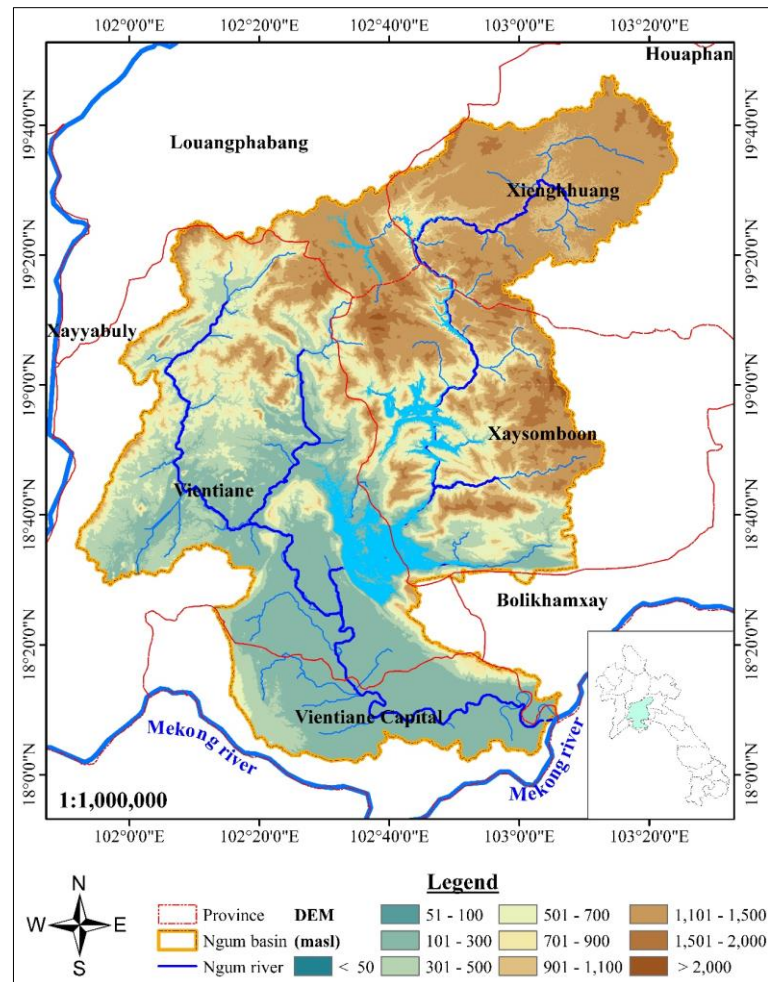 102°0'0"E 102°20'0"E 102°40'0"E 103°0'0"E 103°20'0"E
Houaphan
19°40'0"N
19°40'0"N
Louangphabang
Xiengkhuang
19°20'0"N
19°20'0"N
Xayyabuly
19°0'0"N
19°0'0"N
Xaysomboon
Vientiane
18°40'0"N
18°40'0"N
Bolikhamxay
18°20'0"N
18°20'0"N
Vientiane Capital
Mekong river
Mekong river
18°0'0"N
18°0'0"N
1:1,000,000
102°0'0"E 102°20'0"E 102°40'0"E 103°0'0"E 103°20'0"E
Legend
N
W E
S
Province DEM 51 - 100 501 - 700 1,101 - 1,500
Ngum basin (masl) 101 - 300 701 - 900 1,501 - 2,000
Ngum river < 50 301 - 500 901 - 1,100 > 2,000